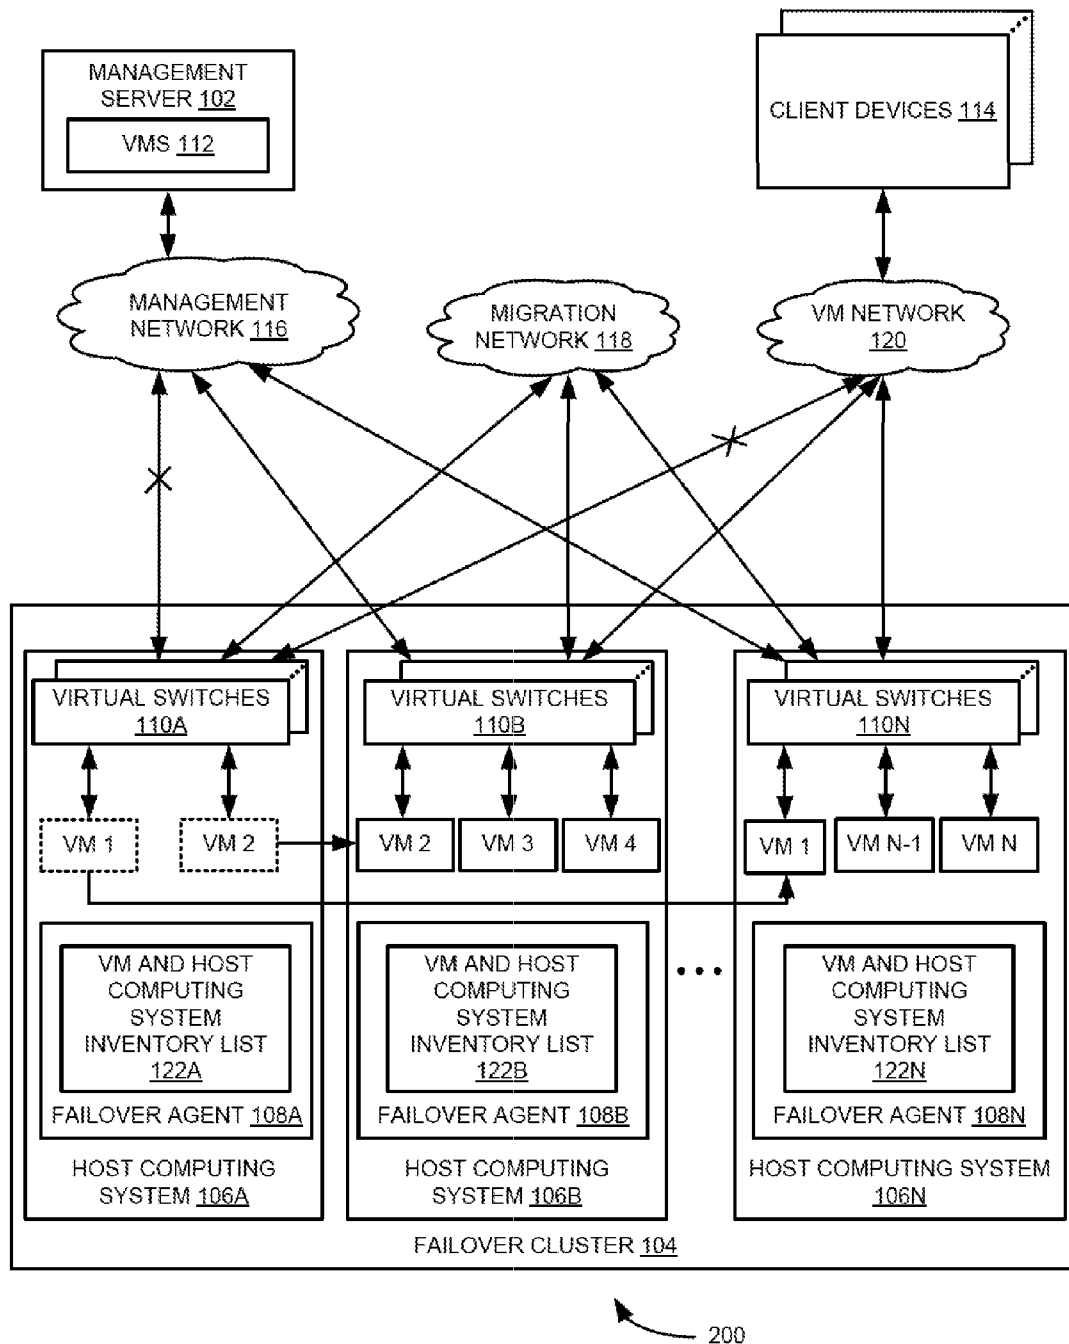 MANAGEMENT
SERVER 102
VMS 112
CLIENT DEVICES 114
MANAGEMENT
NETWORK 116
MIGRATION
NETWORK 118
VM NETWORK
120
VIRTUAL SWITCHES
110A
VIRTUAL SWITCHES
110B
VIRTUAL SWITCHES
110N
VM 1
VM 2
VM 2
VM 3
VM 4
VM 1
VM N-1
VM N
VM AND HOST
COMPUTING
SYSTEM
INVENTORY LIST
122A
FAILOVER AGENT 108A
HOST COMPUTING
SYSTEM 106A
VM AND HOST
COMPUTING
SYSTEM
INVENTORY LIST
122B
FAILOVER AGENT 108B
HOST COMPUTING
SYSTEM 106B
VM AND HOST
COMPUTING
SYSTEM
INVENTORY LIST
122N
FAILOVER AGENT 108N
HOST COMPUTING SYSTEM
106N
FAILOVER CLUSTER 104
200